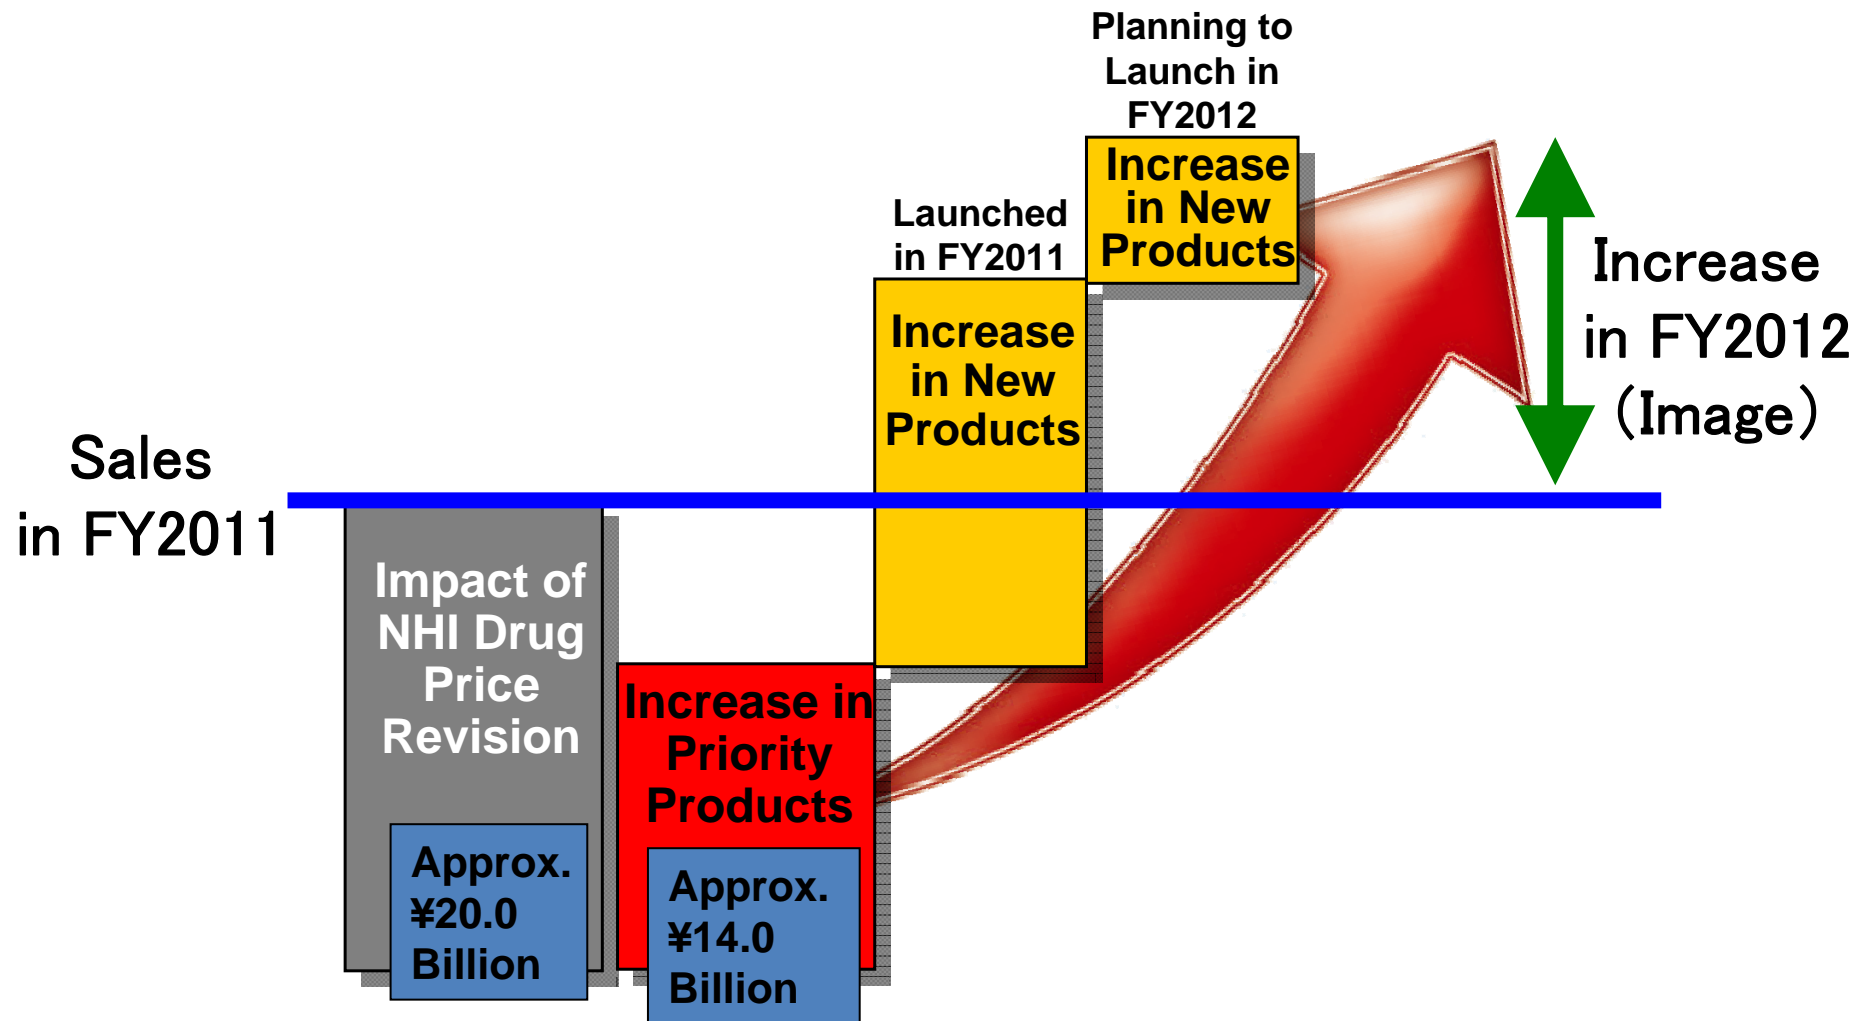 Planning to
Launch in
FY2012
Increase
in New
Products
Launched
in FY2011
Increase
in New
Products
Increase
in FY2012
(Image)
Sales
in FY2011
Impact of
NHI Drug
Price
Revision
Approx.
¥20.0
Billion
Increase in
Priority
Products
Approx.
¥14.0
Billion